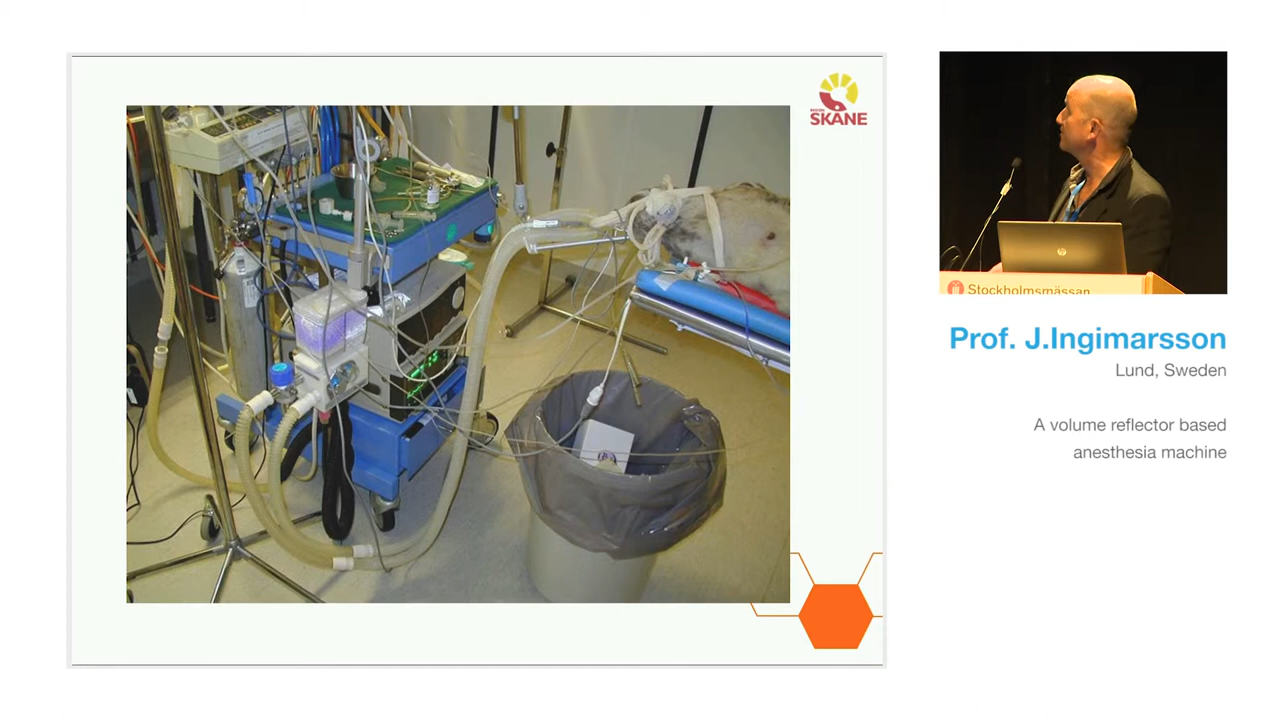 REGION
SKÅNE
Stockholmsmässan
Prof. J.Ingimarsson
Lund, Sweden
A volume reflector based
anesthesia machine